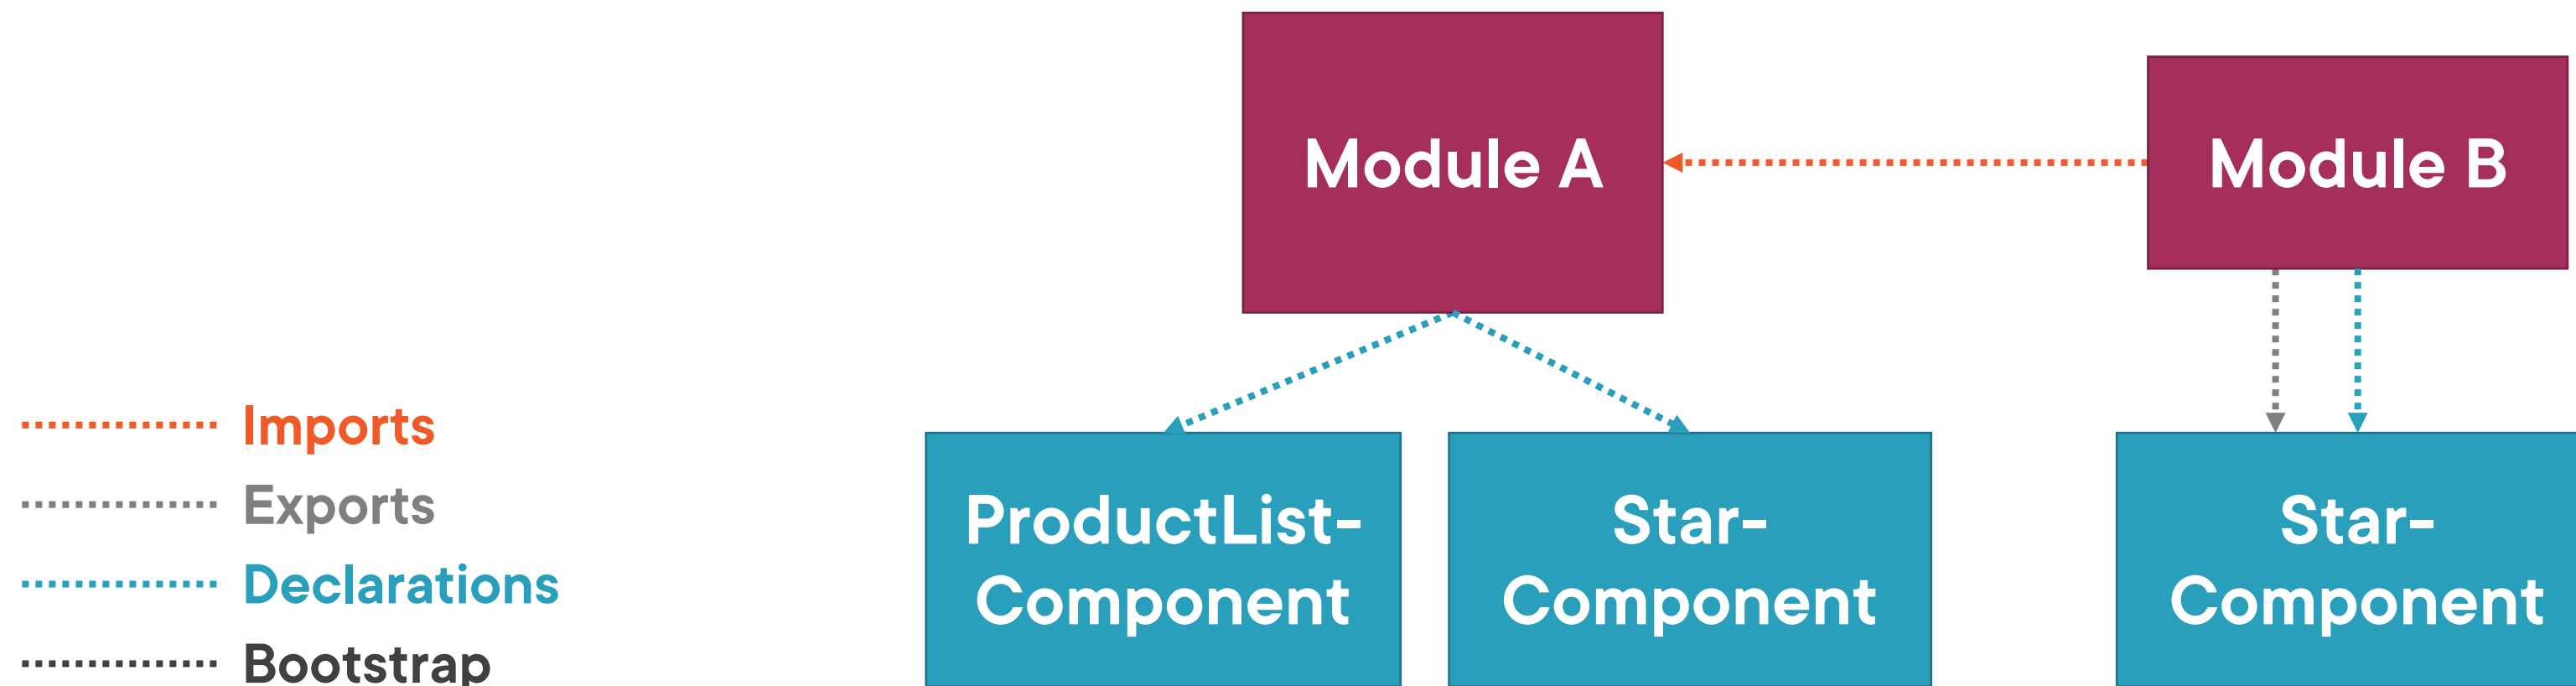 Module A
Module B
Imports
Exports
Declarations
Bootstrap
ProductList-
Component
Star-
Component
Star-
Component